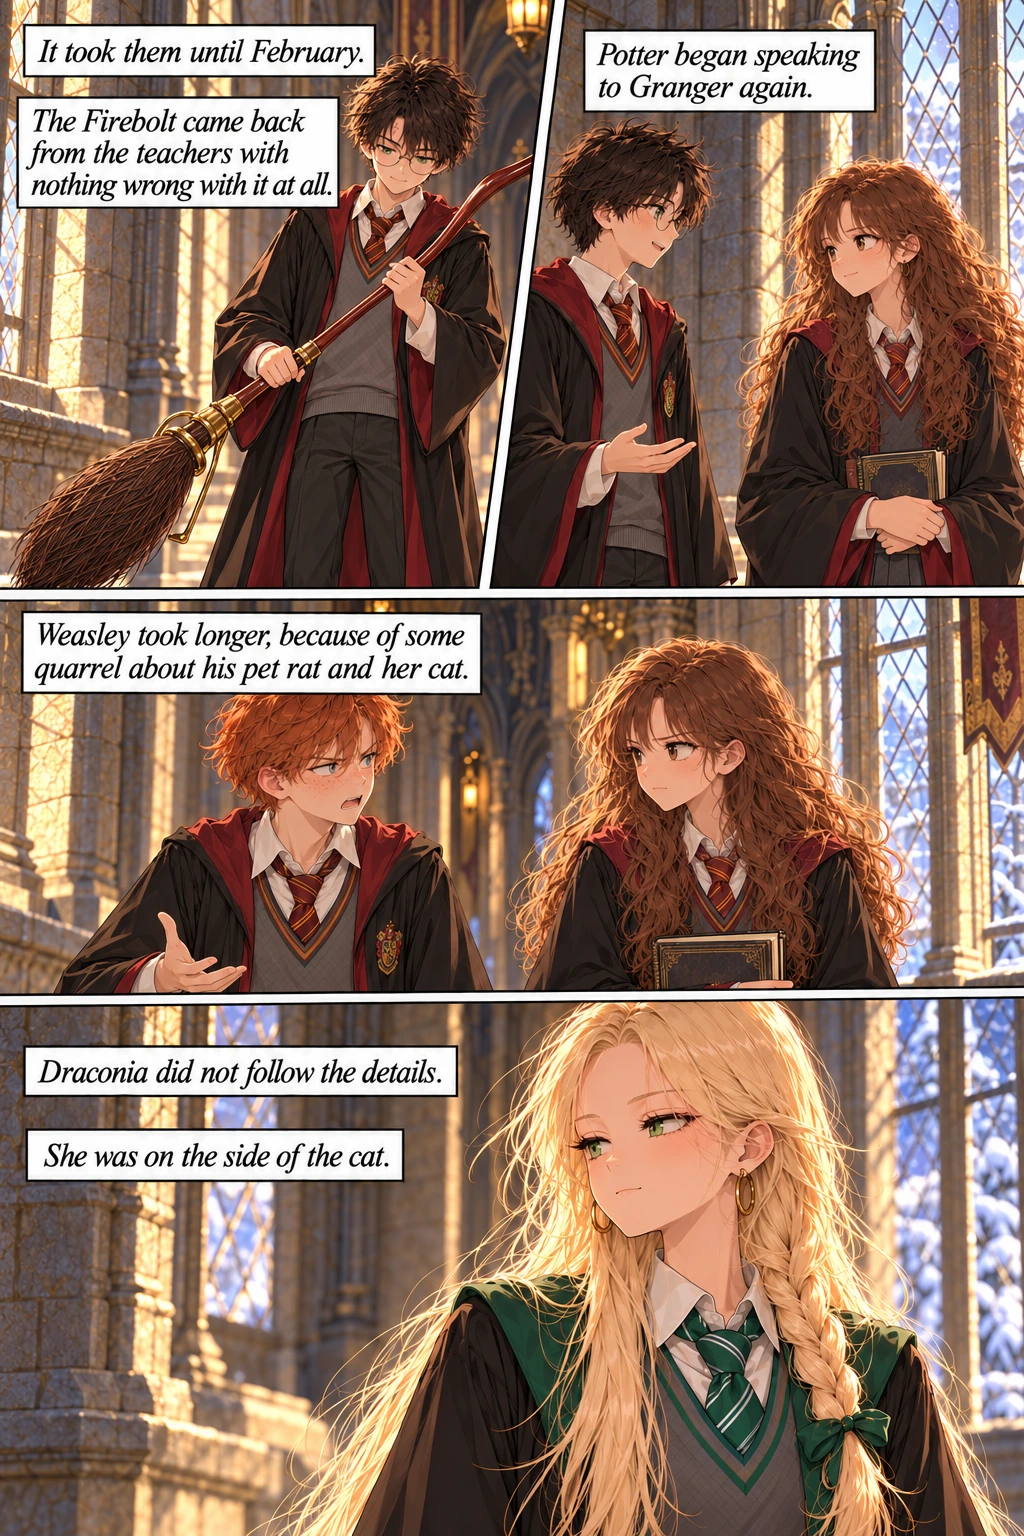 It took them until February.
The Firebolt came back
from the teachers with
nothing wrong with it at all.
Potter began speaking
to Granger again.
Weasley took longer, because of some
quarrel about his pet rat and her cat.
Draconia did not follow the details.
She was on the side of the cat.